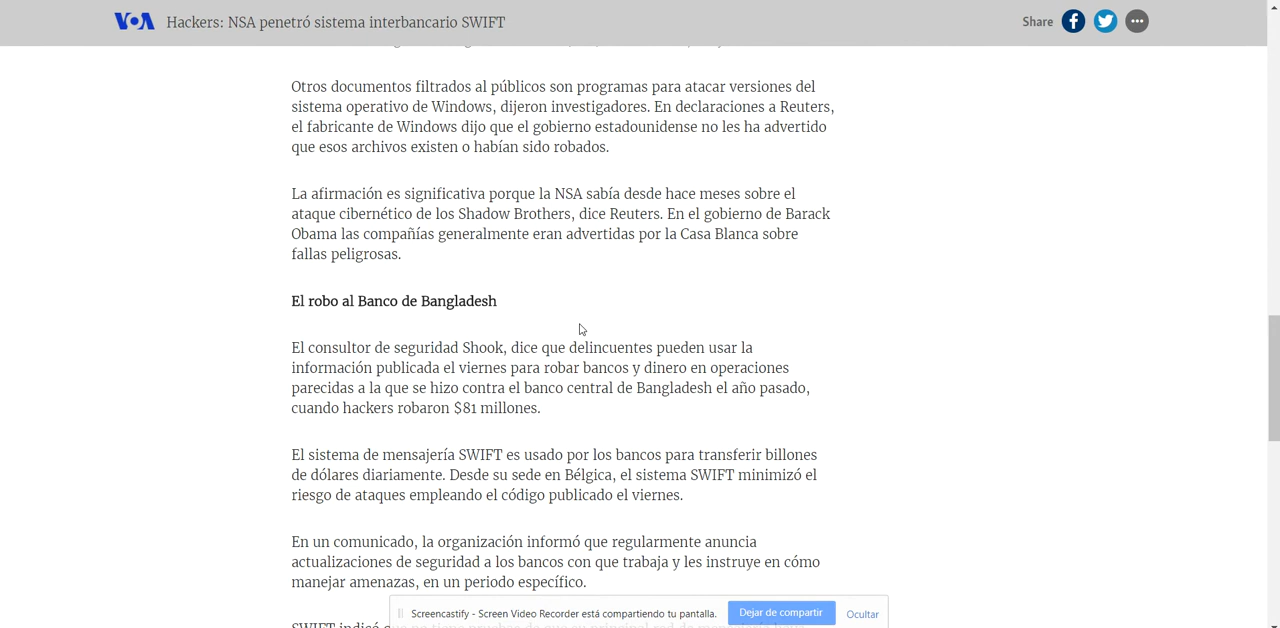 VOA Hackers: NSA penetró sistema interbancario SWIFT Share
Otros documentos filtrados al públicos son programas para atacar versiones del
sistema operativo de Windows, dijeron investigadores. En declaraciones a Reuters,
el fabricante de Windows dijo que el gobierno estadounidense no les ha advertido
que esos archivos existen o habían sido robados.
La afirmación es significativa porque la NSA sabía desde hace meses sobre el
ataque cibernético de los Shadow Brothers, dice Reuters. En el gobierno de Barack
Obama las compañías generalmente eran advertidas por la Casa Blanca sobre
fallas peligrosas.
El robo al Banco de Bangladesh
El consultor de seguridad Shook, dice que delincuentes pueden usar la
información publicada el viernes para robar bancos y dinero en operaciones
parecidas a la que se hizo contra el banco central de Bangladesh el año pasado,
cuando hackers robaron $81 millones.
El sistema de mensajería SWIFT es usado por los bancos para transferir billones
de dólares diariamente. Desde su sede en Bélgica, el sistema SWIFT minimizó el
riesgo de ataques empleando el código publicado el viernes.
En un comunicado, la organización informó que regularmente anuncia
actualizaciones de seguridad a los bancos con que trabaja y les instruye en cómo
manejar amenazas, en un periodo específico.
Screencastify - Screen Video Recorder está compartiendo tu pantalla. Dejar de compartir Ocultar
SWIFT indicó